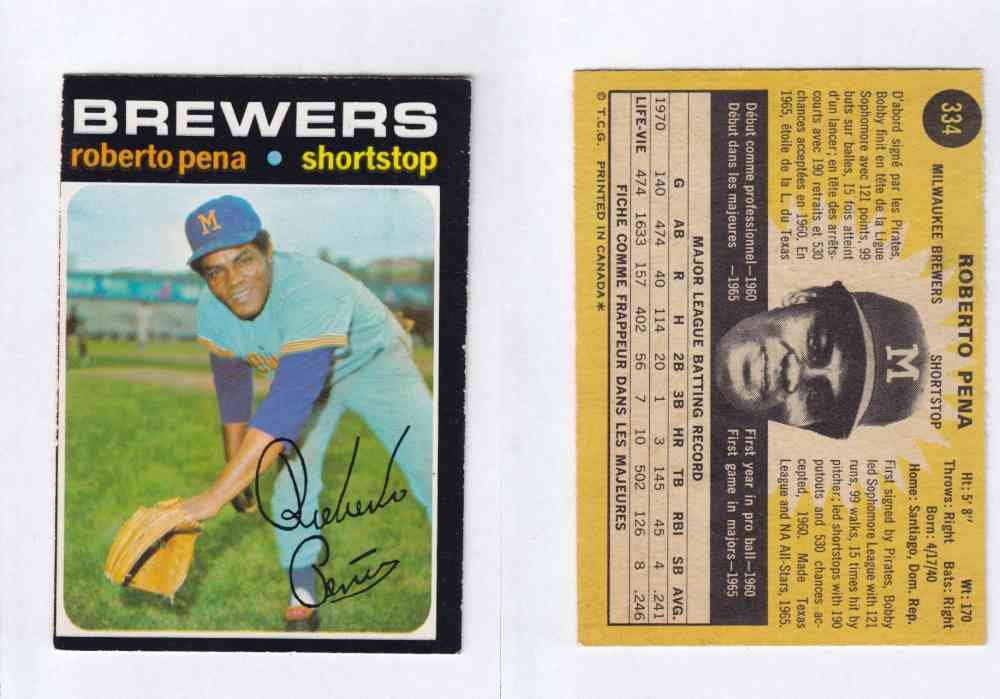 BREWERS
roberto pena • shortstop
M
Roberto
Pena
334
ROBERTO PENA
MILWAUKEE BREWERS SHORTSTOP
Ht: 5' 8" Wt: 170
Throws: Right Bats: Right
Born: 4/17/40
Home: Santiago, Dom. Rep.
D'abord signé par les Pirates,
Bobby finit en tête de la Ligue
Sophomore avec 121 points, 99
buts sur balles, 15 fois atteint
d'un lancer; en tête des arrêts-
courts avec 190 retraits et 530
chances acceptées en 1960. En
1965, étoile de la L. du Texas
M
First signed by Pirates, Bobby
led Sophomore League with 121
runs, 99 walks, 15 times hit by
pitcher; led shortstops with 190
putouts and 530 chances ac-
cepted, 1960. Made Texas
League and NA All-Stars, 1965.
Début comme professionnel—1960
Début dans les majeures —1965
First year in pro ball—1960
First game in majors—1965
MAJOR LEAGUE BATTING RECORD
G AB R H 2B 3B HR TB RBI SB AVG.
1970 140 474 40 114 20 1 3 145 45 4 .241
LIFE-VIE 474 1633 157 402 56 7 10 502 126 8 .246
FICHE COMME FRAPPEUR DANS LES MAJEURES
© T.C.G. PRINTED IN CANADA*